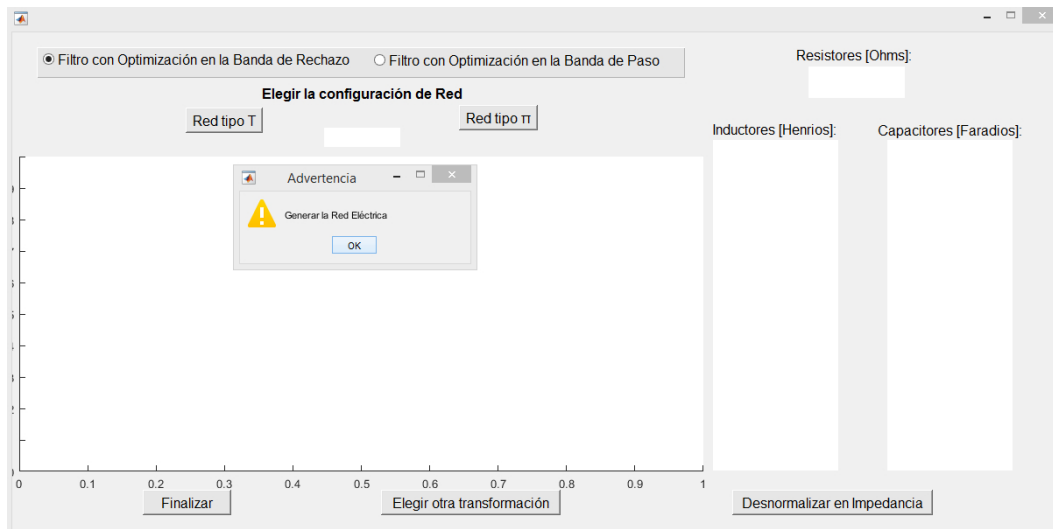 Filtro con Optimización en la Banda de Rechazo Filtro con Optimización en la Banda de Paso
Resistores [Ohms]:
Elegir la configuración de Red
Red tipo T
Red tipo π
Inductores [Henrios]:
Capacitores [Faradios]:
Advertencia
Generar la Red Eléctrica
OK
0 0.1 0.2 0.3 0.4 0.5 0.6 0.7 0.8 0.9 1
Finalizar
Elegir otra transformación
Desnormalizar en Impedancia